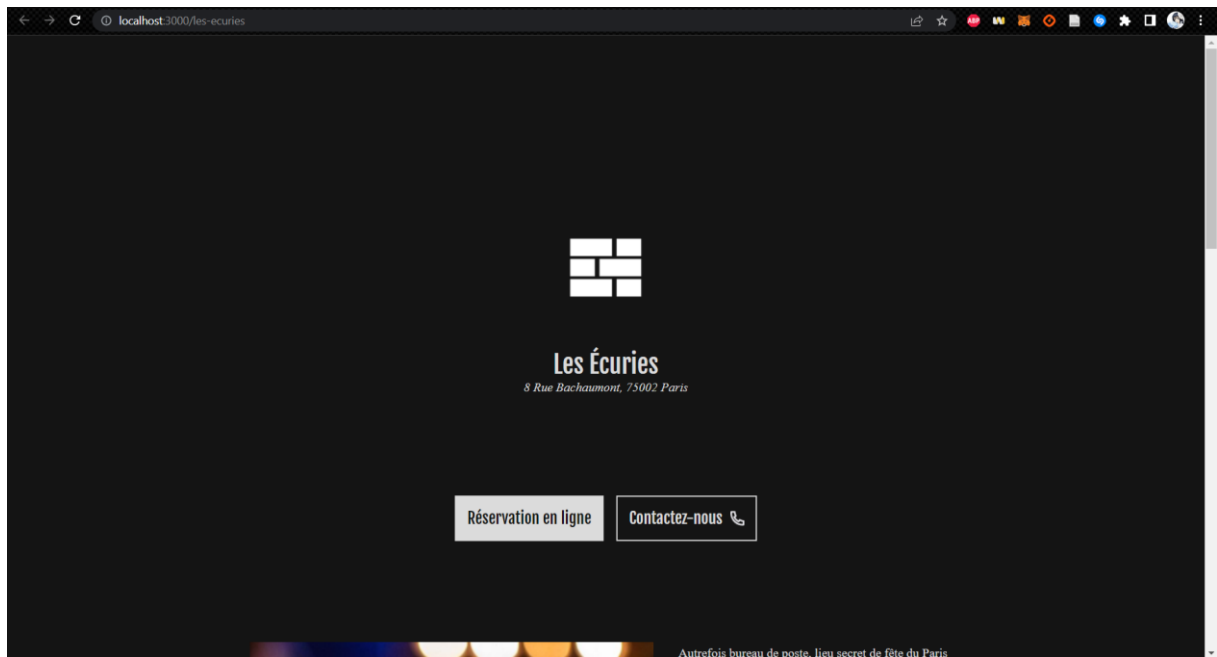 localhost:3000/les-ecuries
ABP
Les Écuries
8 Rue Bachaumont, 75002 Paris
Réservation en ligne
Contactez-nous
Autrefois bureau de poste, lieu secret de fête du Paris